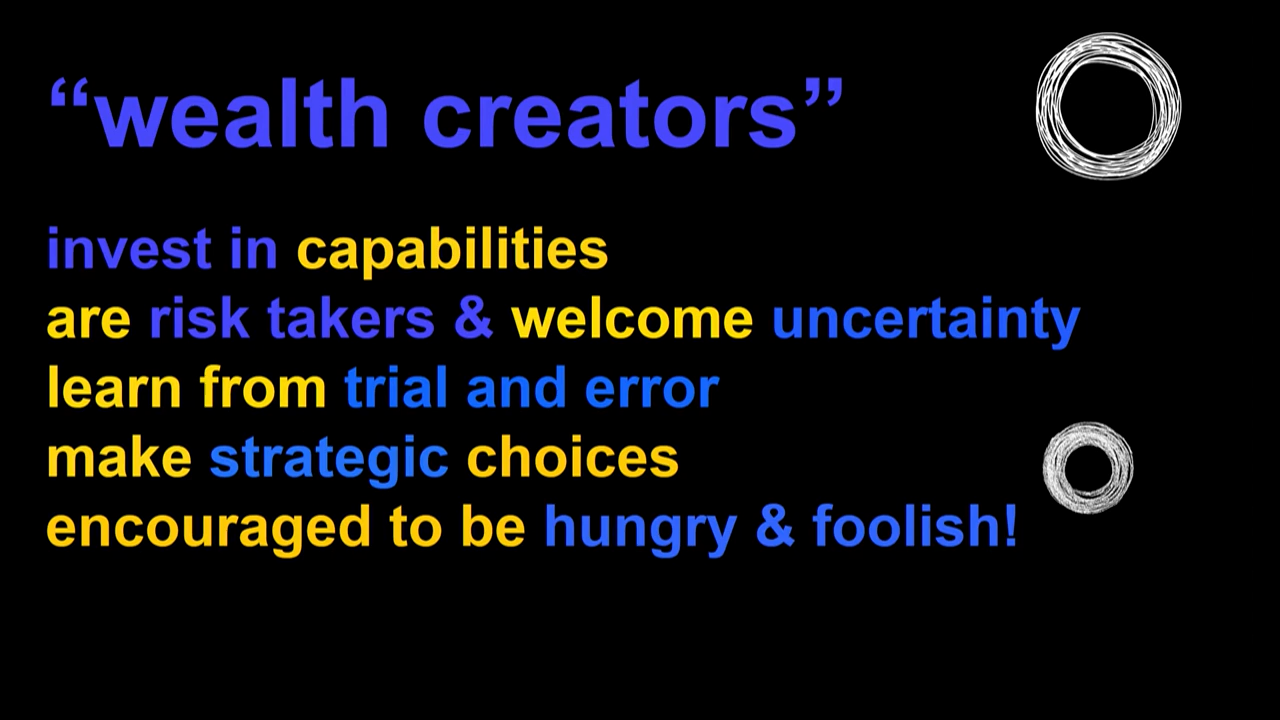 “wealth creators”
invest in capabilities
are risk takers & welcome uncertainty
learn from trial and error
make strategic choices
encouraged to be hungry & foolish!